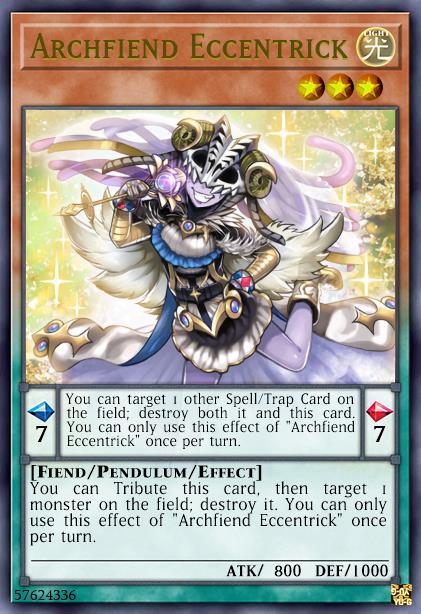 ARCHFIEND ECCENTRICK
LIGHT
光
You can target 1 other Spell/Trap Card on
the field; destroy both it and this card.
You can only use this effect of "Archfiend
Eccentrick" once per turn.
7
7
[FIEND/PENDULUM/EFFECT]
You can Tribute this card, then target 1
monster on the field; destroy it. You can only
use this effect of "Archfiend Eccentrick" once
per turn.
ATK/ 800 DEF/1000
57624336